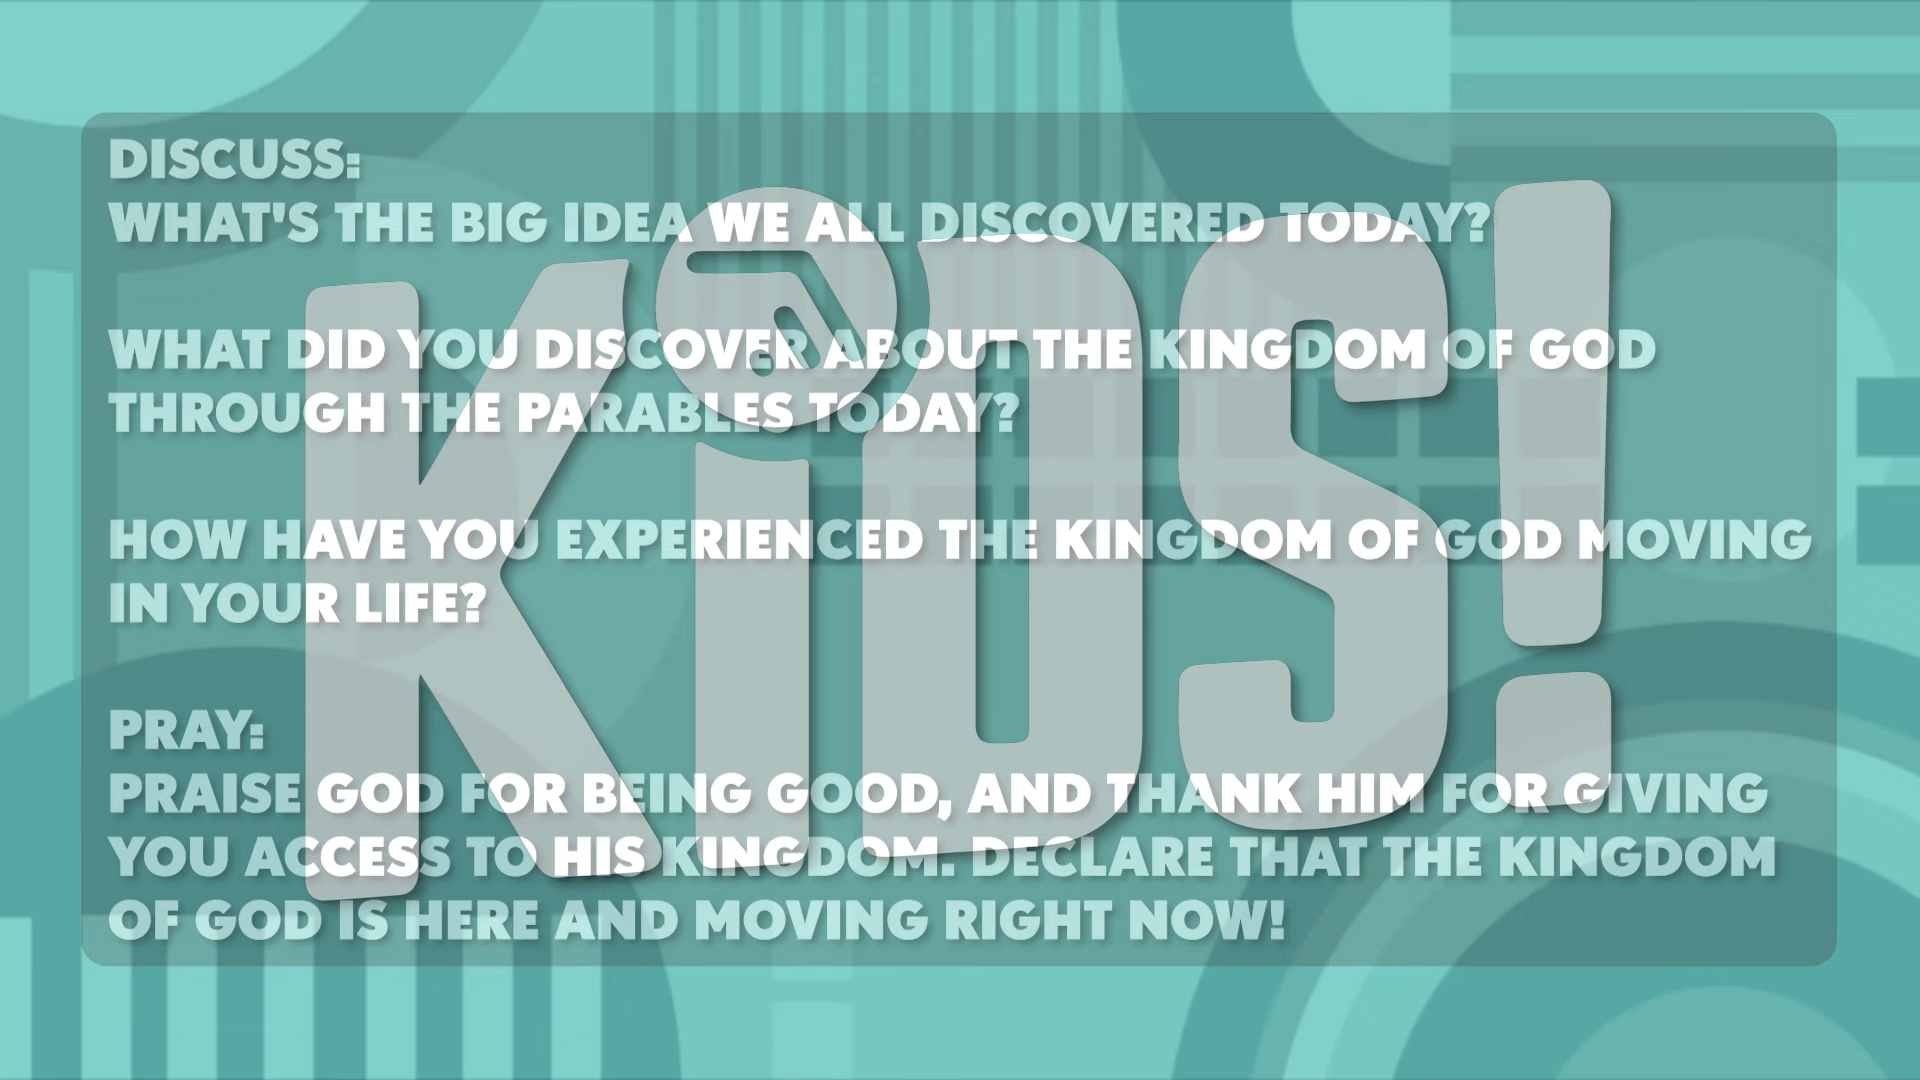 DISCUSS:
WHAT'S THE BIG IDEA WE ALL DISCOVERED TODAY?
WHAT DID YOU DISCOVER ABOUT THE KINGDOM OF GOD
THROUGH THE PARABLES TODAY?
HOW HAVE YOU EXPERIENCED THE KINGDOM OF GOD MOVING
IN YOUR LIFE?
PRAY:
PRAISE GOD FOR BEING GOOD, AND THANK HIM FOR GIVING
YOU ACCESS TO HIS KINGDOM. DECLARE THAT THE KINGDOM
OF GOD IS HERE AND MOVING RIGHT NOW!
KiDS!